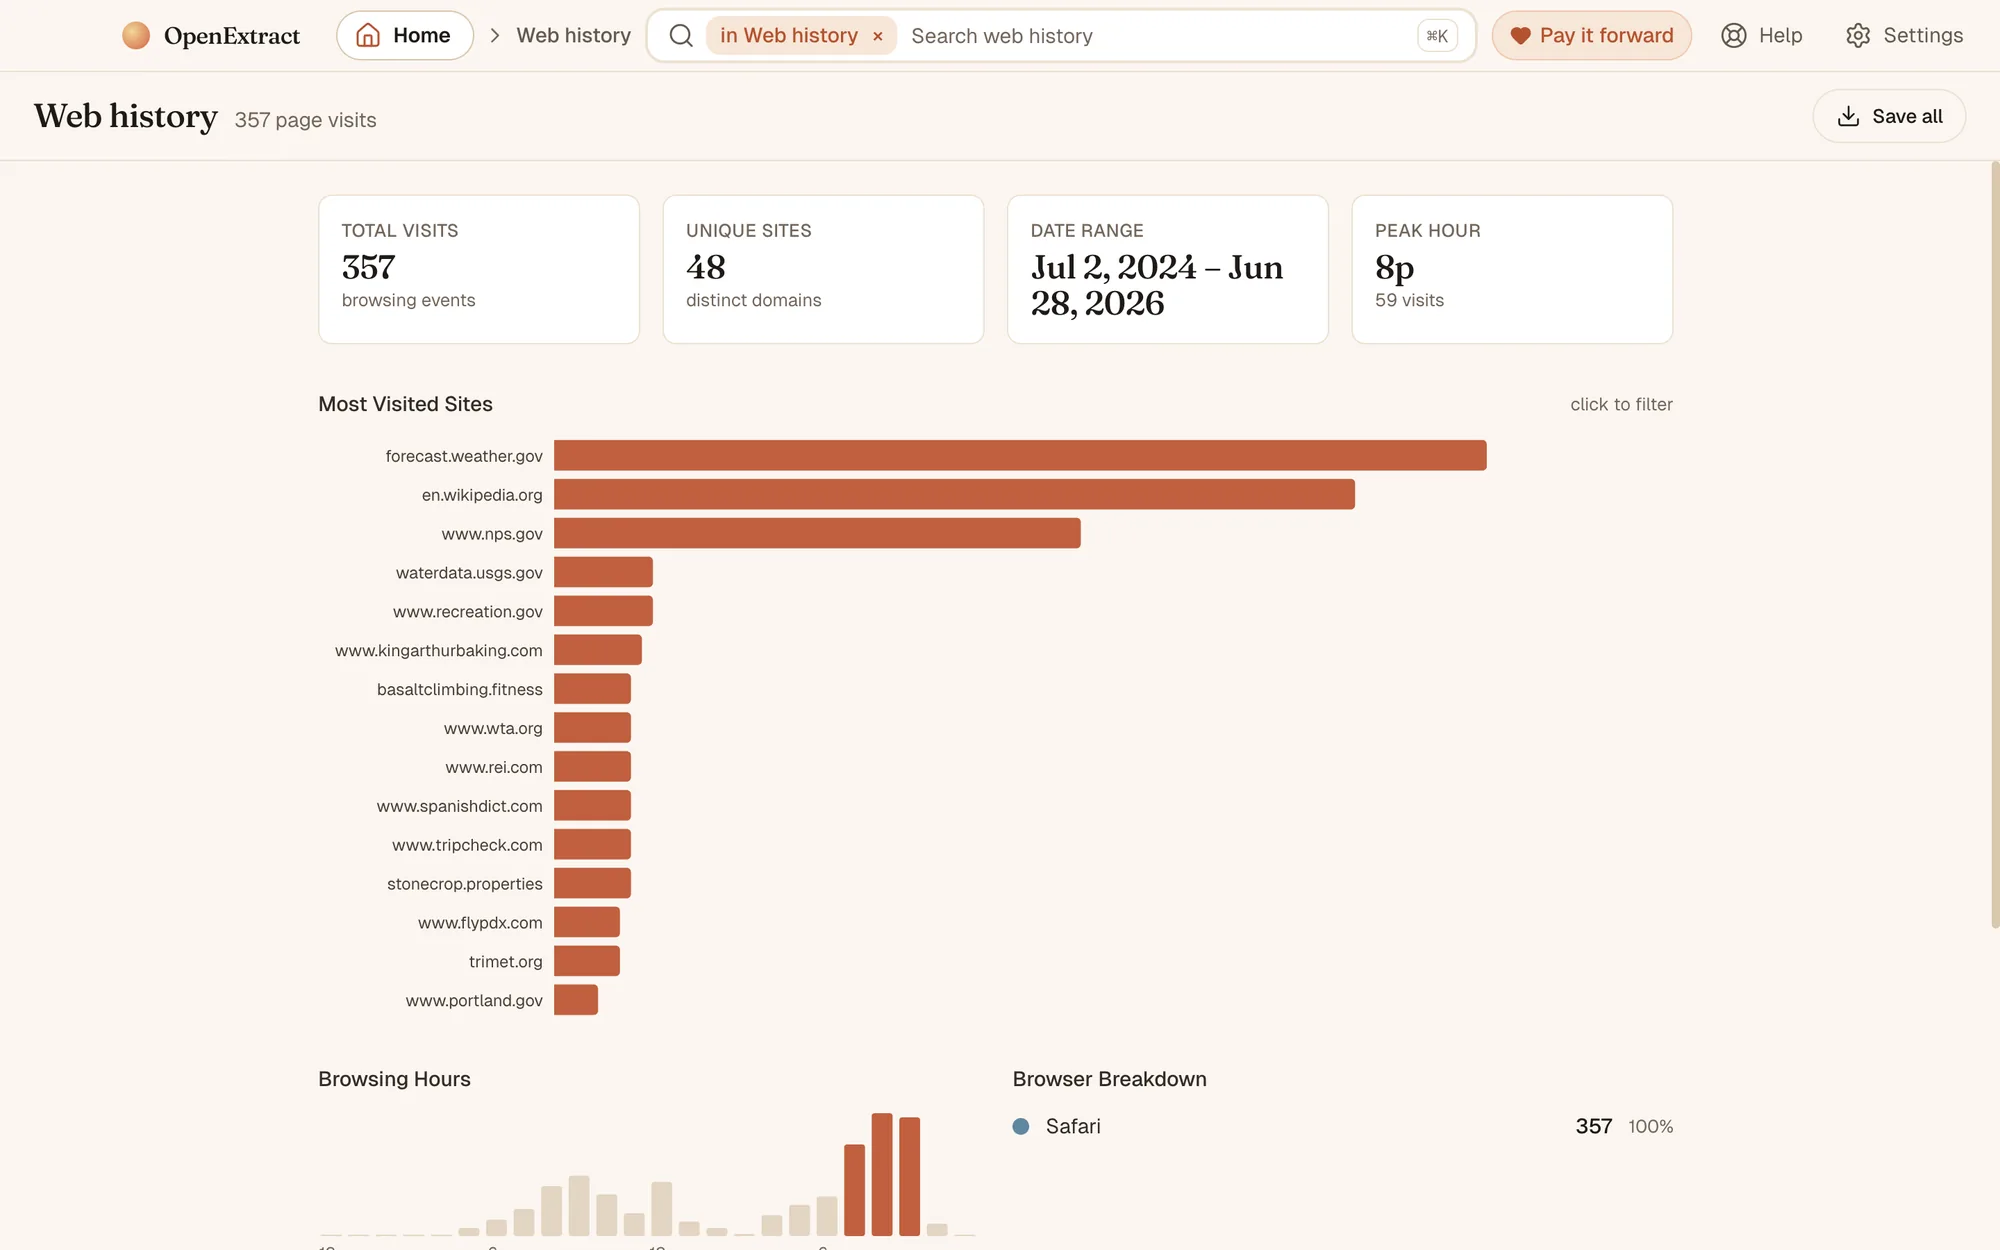 OpenExtract
Home
Web history
in Web history ×
Search web history
⌘K
Pay it forward
Help
Settings
Web history
357 page visits
Save all
TOTAL VISITS
357
browsing events
UNIQUE SITES
48
distinct domains
DATE RANGE
Jul 2, 2024 – Jun
28, 2026
PEAK HOUR
8p
59 visits
Most Visited Sites
click to filter
forecast.weather.gov
en.wikipedia.org
www.nps.gov
waterdata.usgs.gov
www.recreation.gov
www.kingarthurbaking.com
basaltclimbing.fitness
www.wta.org
www.rei.com
www.spanishdict.com
www.tripcheck.com
stonecrop.properties
www.flypdx.com
trimet.org
www.portland.gov
Browsing Hours
Browser Breakdown
Safari
357
100%